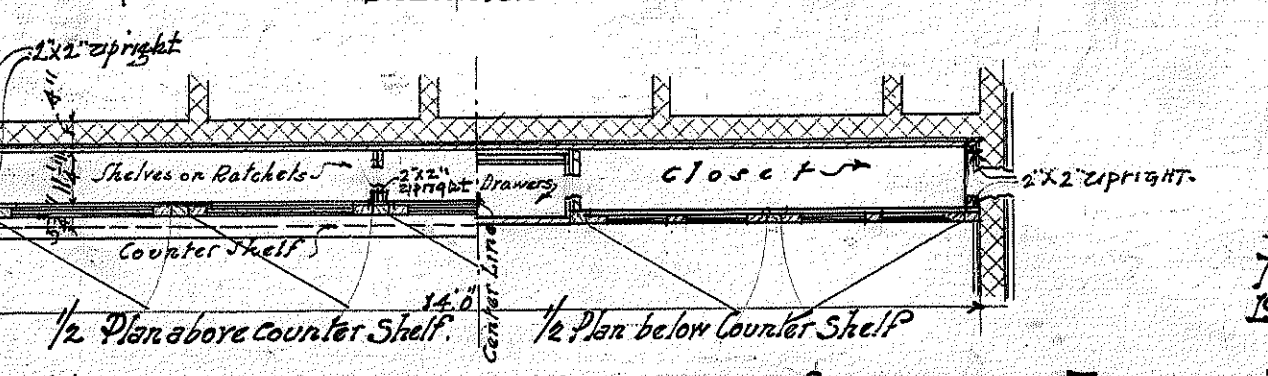 2"x2" upright
4"
Shelves on Ratchets
2"x2"
upright
Drawers
Closet
2"x2" UPRIGHT.
Counter Shelf
Center Line
14'0"
1/2 Plan above counter Shelf.
1/2 Plan below Counter Shelf